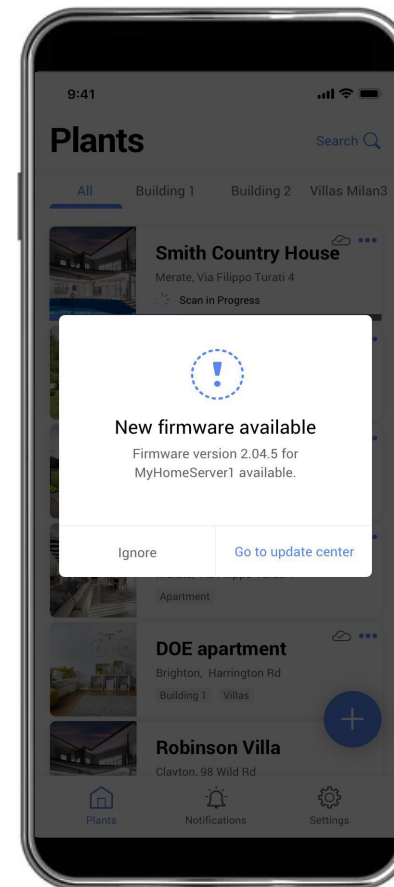 9:41
Plants
Search
All Building 1 Building 2 Villas Milan3
Smith Country House
Merate, Via Filippo Turati 4
Scan in Progress
New firmware available
Firmware version 2.04.5 for
MyHomeServer1 available.
Ignore Go to update center
Apartment
DOE apartment
Brighton, Harrington Rd
Building 1 Villas
Robinson Villa
Clayton, 98 Wild Rd
Plants Notifications Settings